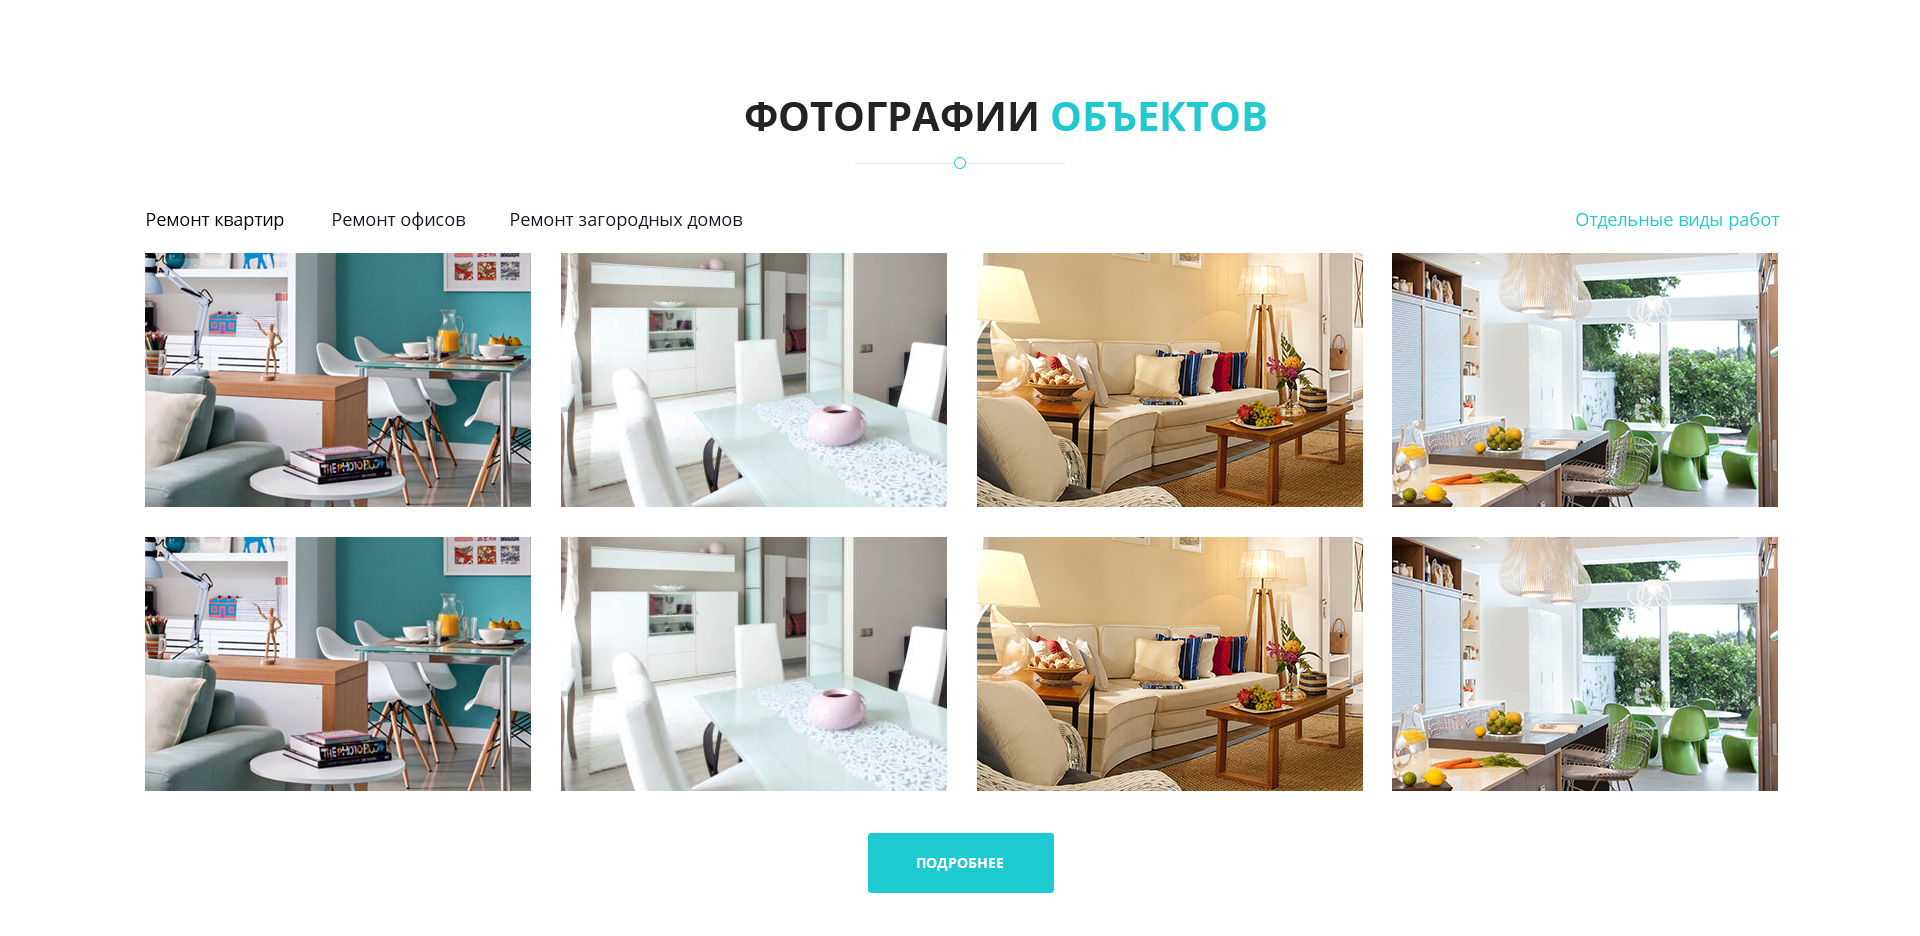 ФОТОГРАФИИ ОБЪЕКТОВ
Ремонт квартир Ремонт офисов Ремонт загородных домов Отдельные виды работ
THE PHOTO BOOK
THE PHOTO BOOK
ПОДРОБНЕЕ